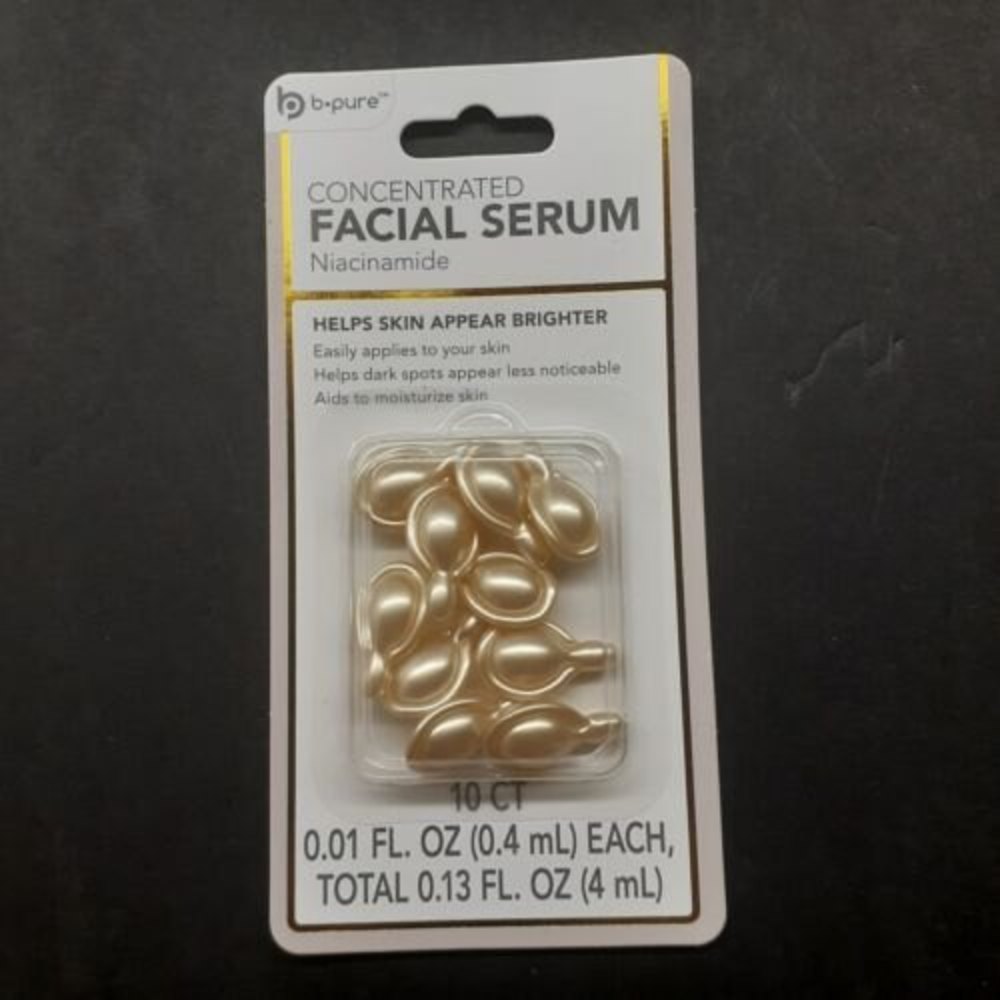 b•pure™
CONCENTRATED
FACIAL SERUM
Niacinamide
HELPS SKIN APPEAR BRIGHTER
Easily applies to your skin
Helps dark spots appear less noticeable
Aids to moisturize skin
10 CT
0.01 FL. OZ (0.4 mL) EACH,
TOTAL 0.13 FL. OZ (4 mL)